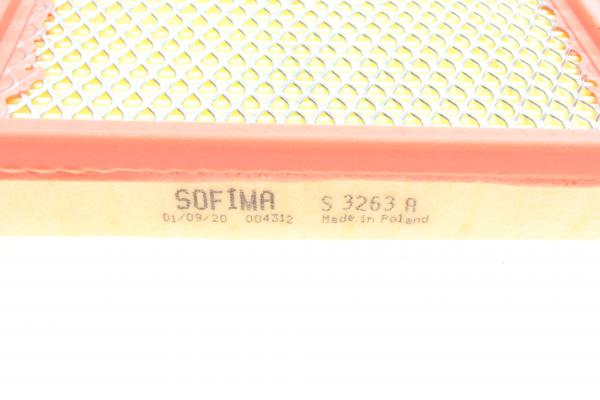 SOFIMA S 3263 A
01/09/20 004312 Made in Poland